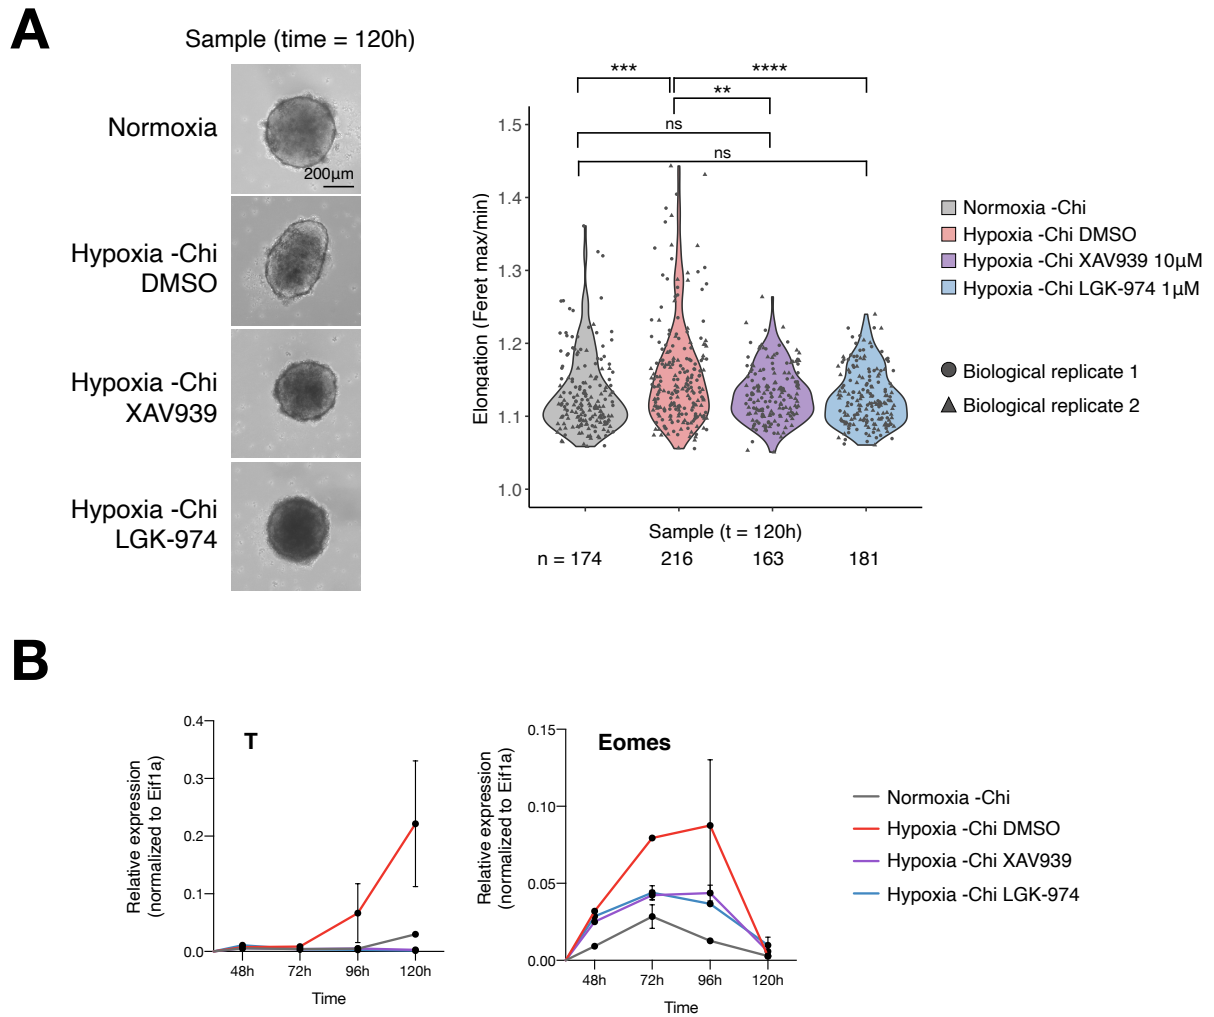 A
Sample (time = 120h)
Normoxia
200µm
Hypoxia -Chi
DMSO
Hypoxia -Chi
XAV939
Hypoxia -Chi
LGK-974
***
****
**
ns
ns
Elongation (Feret max/min)
1.5
1.4
1.3
1.2
1.1
1.0
Sample (t = 120h)
n = 174
216
163
181
Normoxia -Chi
Hypoxia -Chi DMSO
Hypoxia -Chi XAV939 10µM
Hypoxia -Chi LGK-974 1µM
Biological replicate 1
Biological replicate 2
B
T
Relative expression
(normalized to Eif1a)
0.4
0.3
0.2
0.1
0.0
48h
72h
96h
120h
Time
Eomes
Relative expression
(normalized to Eif1a)
0.15
0.10
0.05
0.00
48h
72h
96h
120h
Time
Normoxia -Chi
Hypoxia -Chi DMSO
Hypoxia -Chi XAV939
Hypoxia -Chi LGK-974